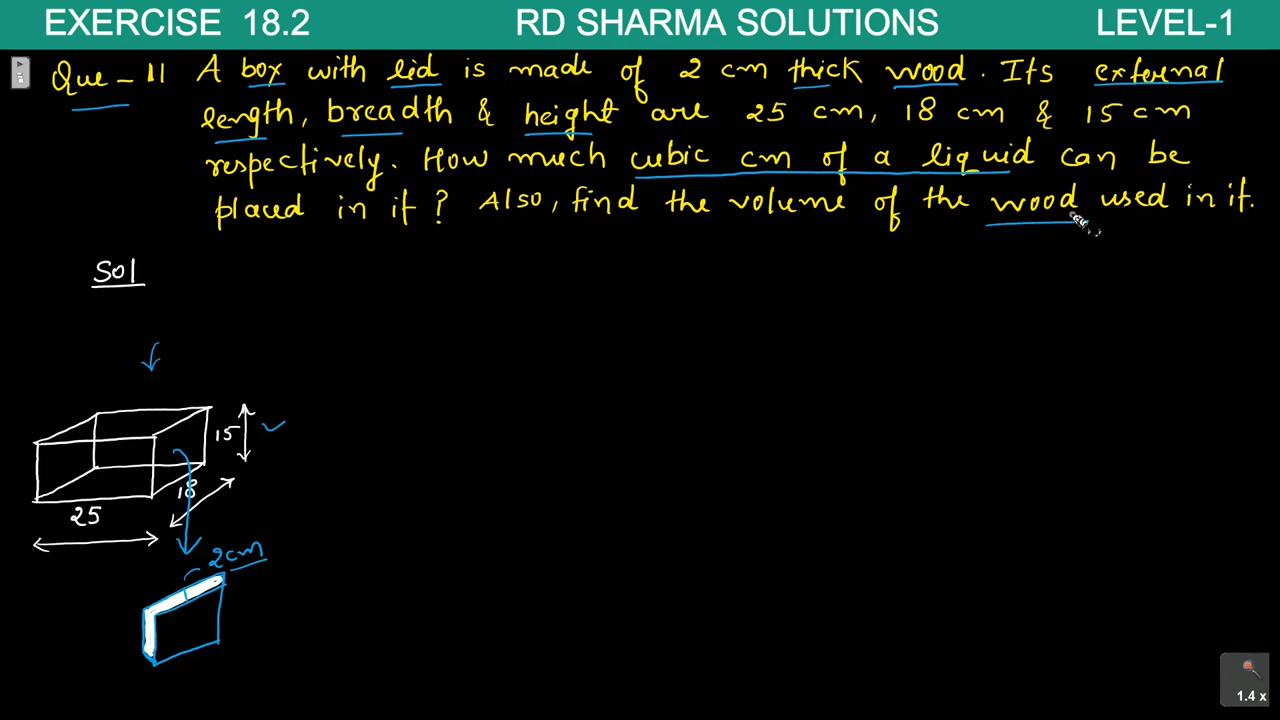 EXERCISE 18.2 RD SHARMA SOLUTIONS LEVEL-1
Que - 11 A box with lid is made of 2 cm thick wood. Its external
length, breadth & height are 25 cm, 18 cm & 15 cm
respectively. How much cubic cm of a liquid can be
placed in it? Also, find the volume of the wood used in it.
Sol
15
18
25
2cm
1.4 x